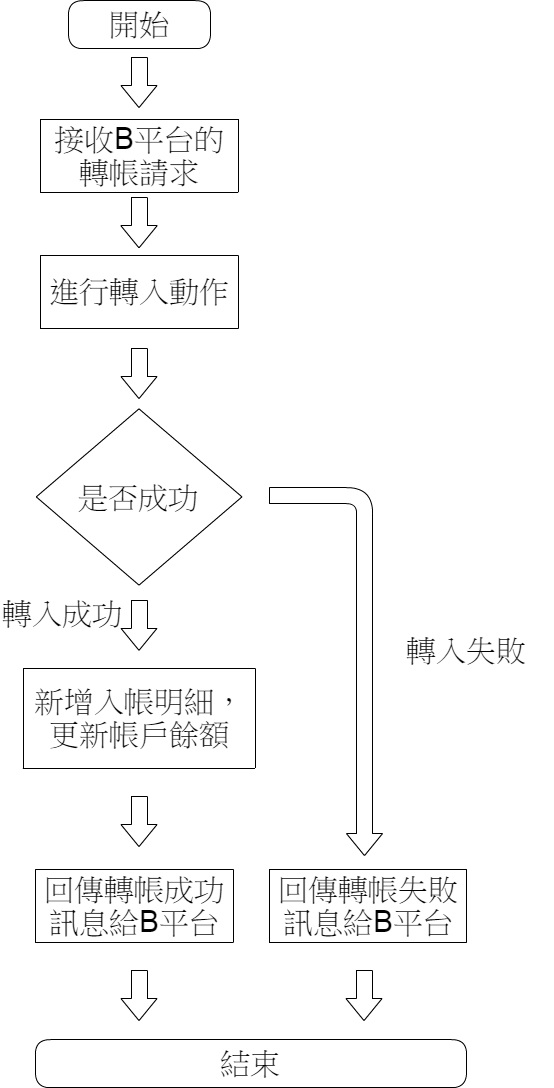 開始
接收B平台的
轉帳請求
進行轉入動作
是否成功
轉入成功
轉入失敗
新增入帳明細，
更新帳戶餘額
回傳轉帳成功
訊息給B平台
回傳轉帳失敗
訊息給B平台
結束